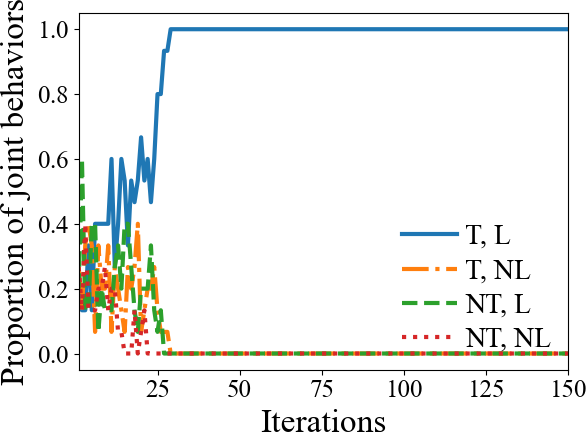 Proportion of joint behaviors
1.0
0.8
0.6
0.4
0.2
0.0
T, L
T, NL
NT, L
NT, NL
25
50
75
100
125
150
Iterations